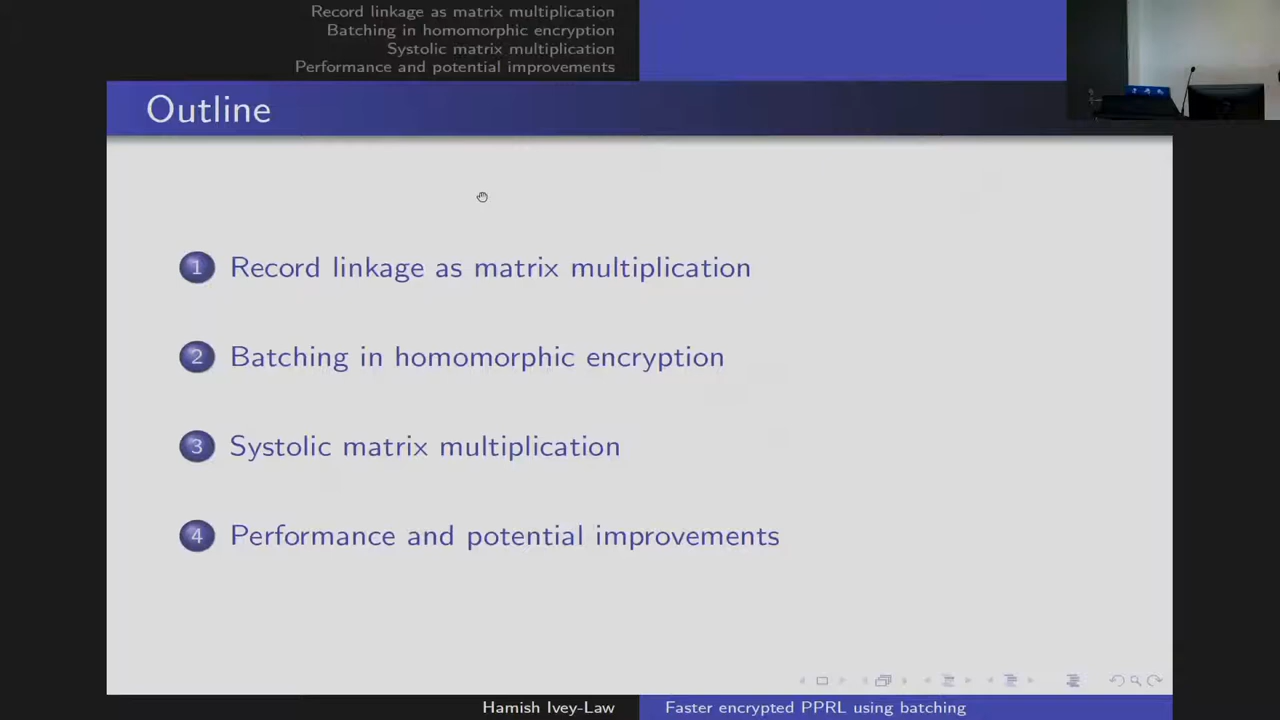 Record linkage as matrix multiplication
Batching in homomorphic encryption
Systolic matrix multiplication
Performance and potential improvements
Outline
1 Record linkage as matrix multiplication
2 Batching in homomorphic encryption
3 Systolic matrix multiplication
4 Performance and potential improvements
Hamish Ivey-Law Faster encrypted PPRL using batching